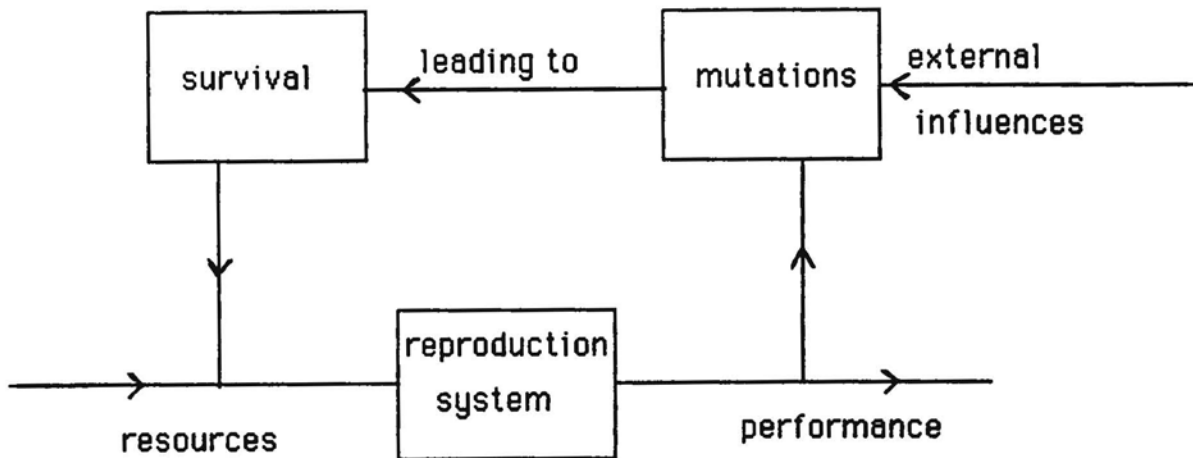 survival
leading to
mutations
external
influences
reproduction
system
resources
performance